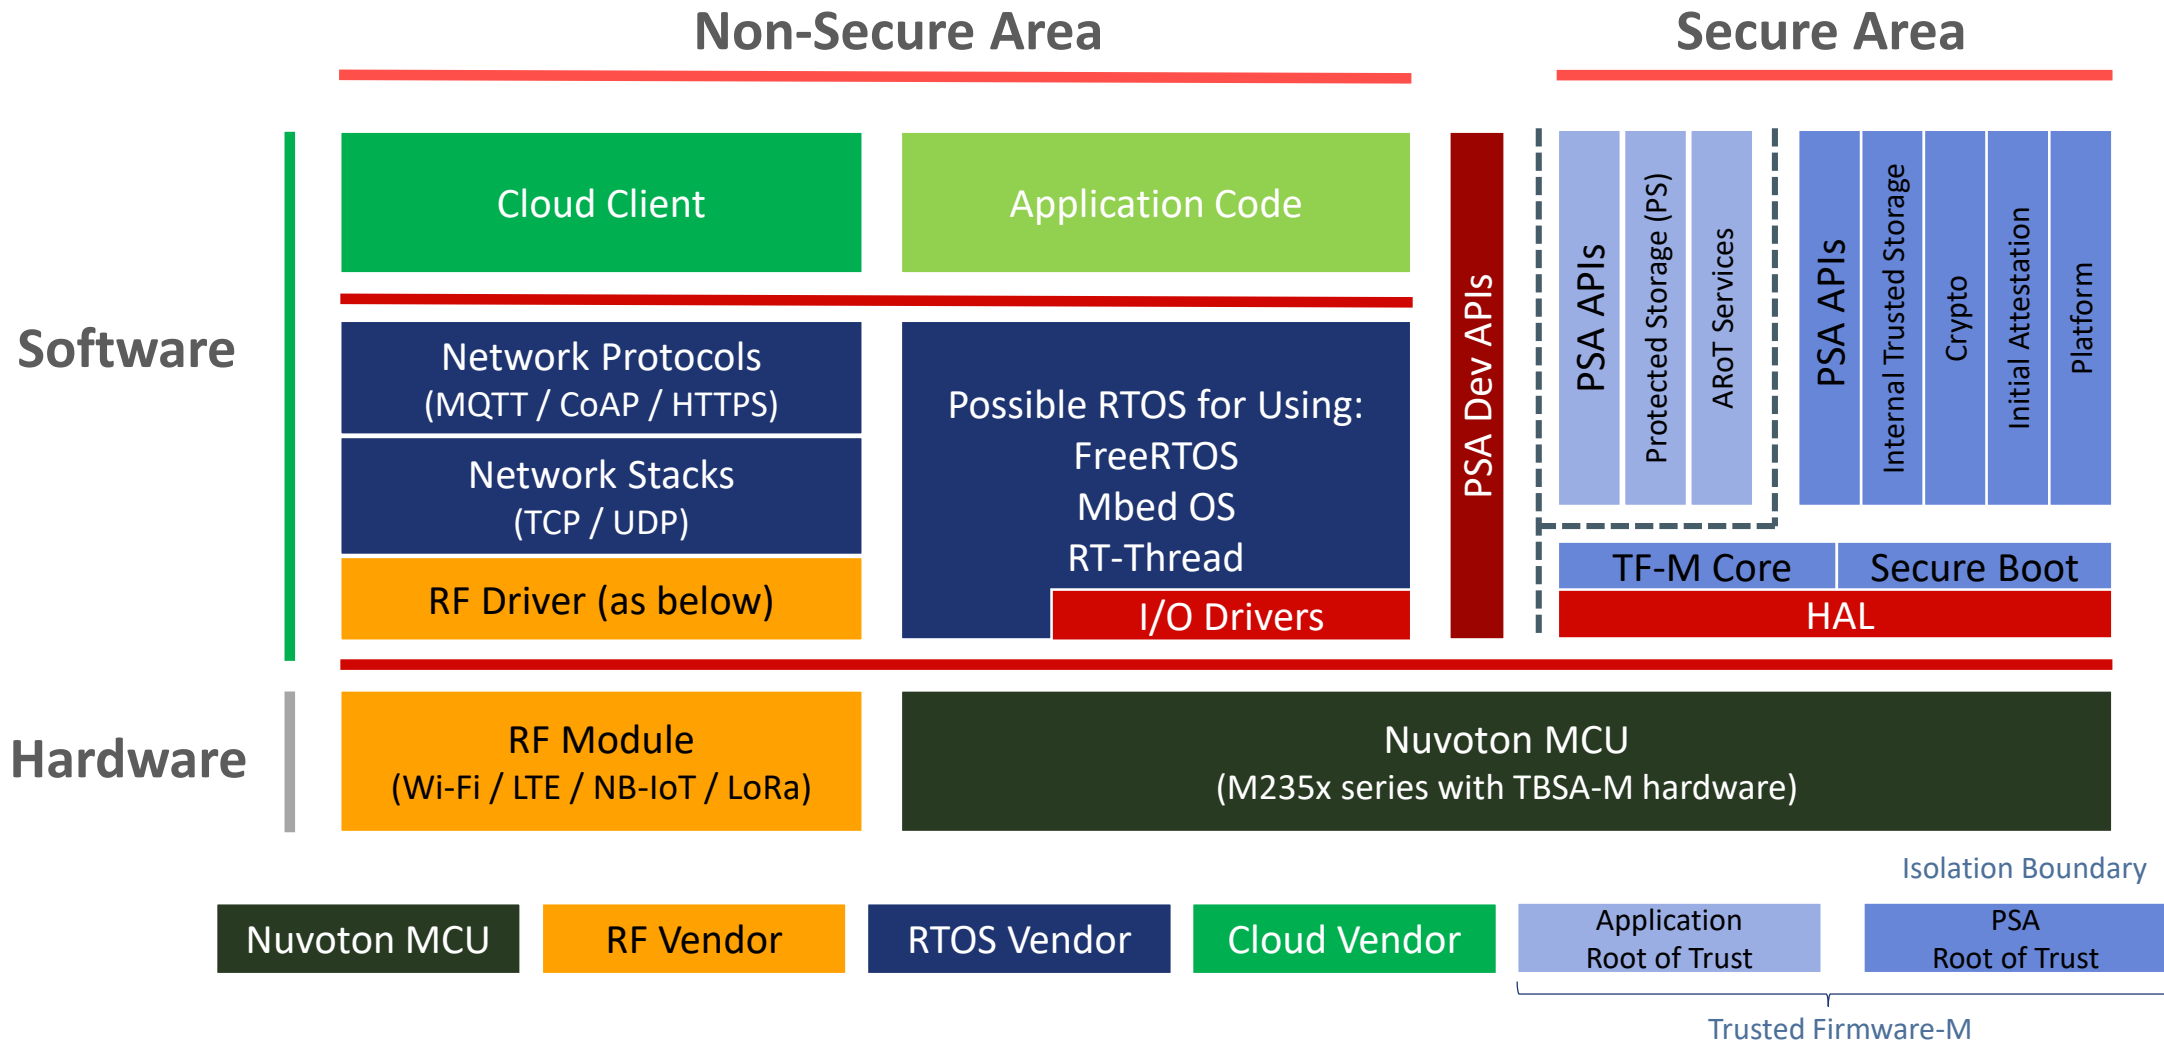 Non-Secure Area
Secure Area
Software
Cloud Client
Application Code
Network Protocols
(MQTT / CoAP / HTTPS)
Network Stacks
(TCP / UDP)
RF Driver (as below)
Possible RTOS for Using:
FreeRTOS
Mbed OS
RT-Thread
I/O Drivers
PSA Dev APIs
PSA APIs
Protected Storage (PS)
ARoT Services
PSA APIs
Internal Trusted Storage
Crypto
Initial Attestation
Platform
TF-M Core
Secure Boot
HAL
Hardware
RF Module
(Wi-Fi / LTE / NB-IoT / LoRa)
Nuvoton MCU
(M235x series with TBSA-M hardware)
Isolation Boundary
Nuvoton MCU
RF Vendor
RTOS Vendor
Cloud Vendor
Application
Root of Trust
PSA
Root of Trust
Trusted Firmware-M